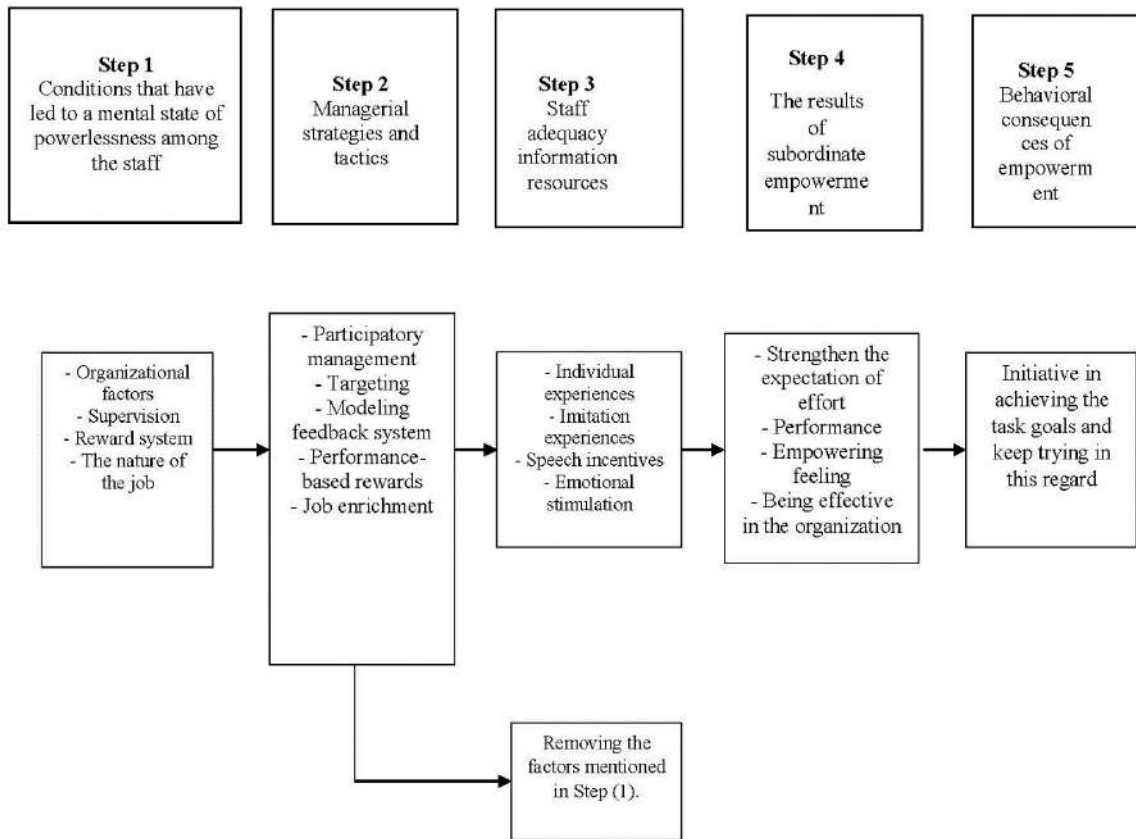 Step 1
Conditions that have
led to a mental state of
powerlessness among
the staff
Step 2
Managerial
strategies and
tactics
Step 3
Staff
adequacy
information
resources
Step 4
The results
of
subordinate
empowerme
nt
Step 5
Behavioral
consequen
ces of
empowerm
ent
- Organizational
factors
- Supervision
- Reward system
- The nature of
the job
- Participatory
management
- Targeting
- Modeling
feedback system
- Performance-
based rewards
- Job enrichment
- Individual
experiences
- Imitation
experiences
- Speech incentives
- Emotional
stimulation
- Strengthen the
expectation of
effort
- Performance
- Empowering
feeling
- Being effective
in the organization
Initiative in
achieving the
task goals and
keep trying in
this regard
Removing the
factors mentioned
in Step (1).